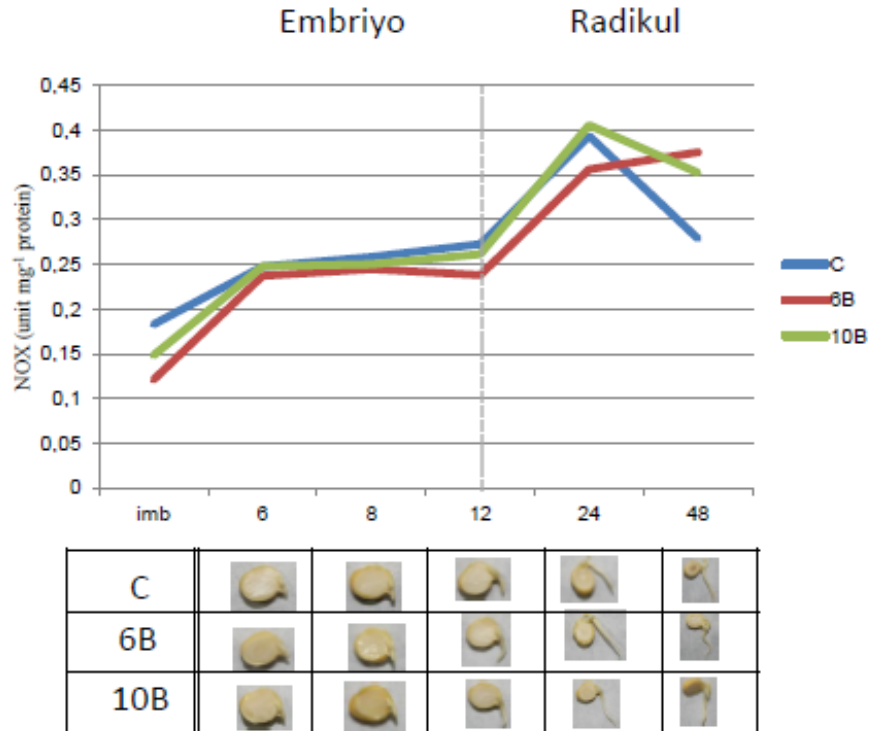 Embriyo Radikul
0,45
0,4
0,35
0,3
0,25
0,2
0,15
0,1
0,05
0
NOX (unit mg-1 protein)
imb 6 8 12 24 48
C
6B
10B
C
6B
10B